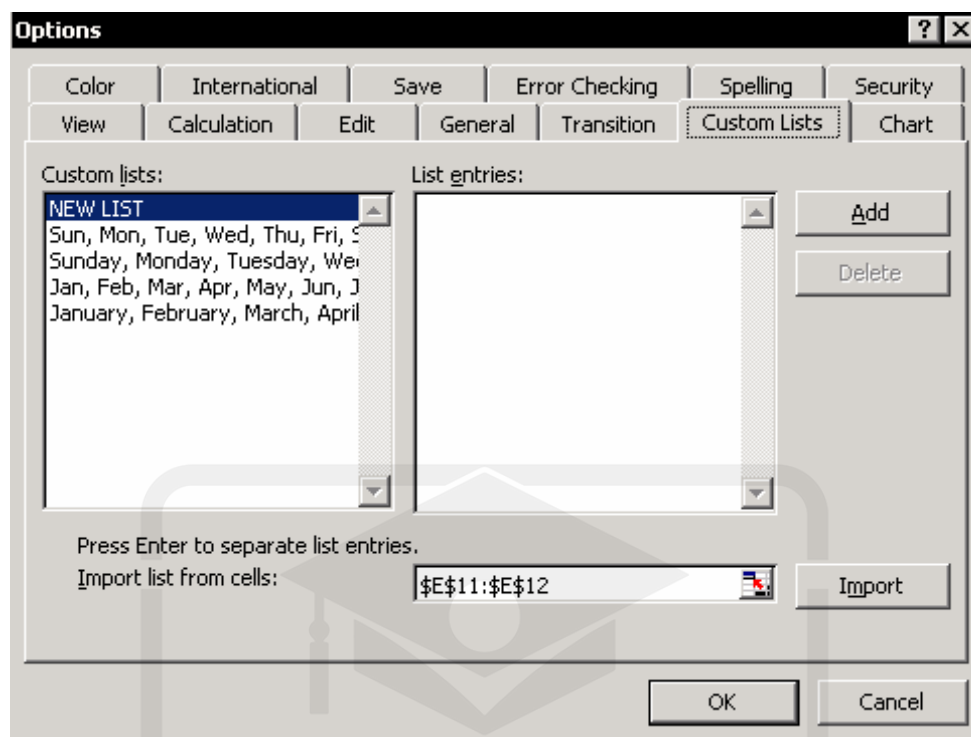 Options
Color International Save Error Checking Spelling Security
View Calculation Edit General Transition Custom Lists Chart
Custom lists: List entries:
NEW LIST
Sun, Mon, Tue, Wed, Thu, Fri, S
Sunday, Monday, Tuesday, Wed
Jan, Feb, Mar, Apr, May, Jun, J
January, February, March, April
Add
Delete
Press Enter to separate list entries.
Import list from cells: $E$11:$E$12 Import
OK Cancel